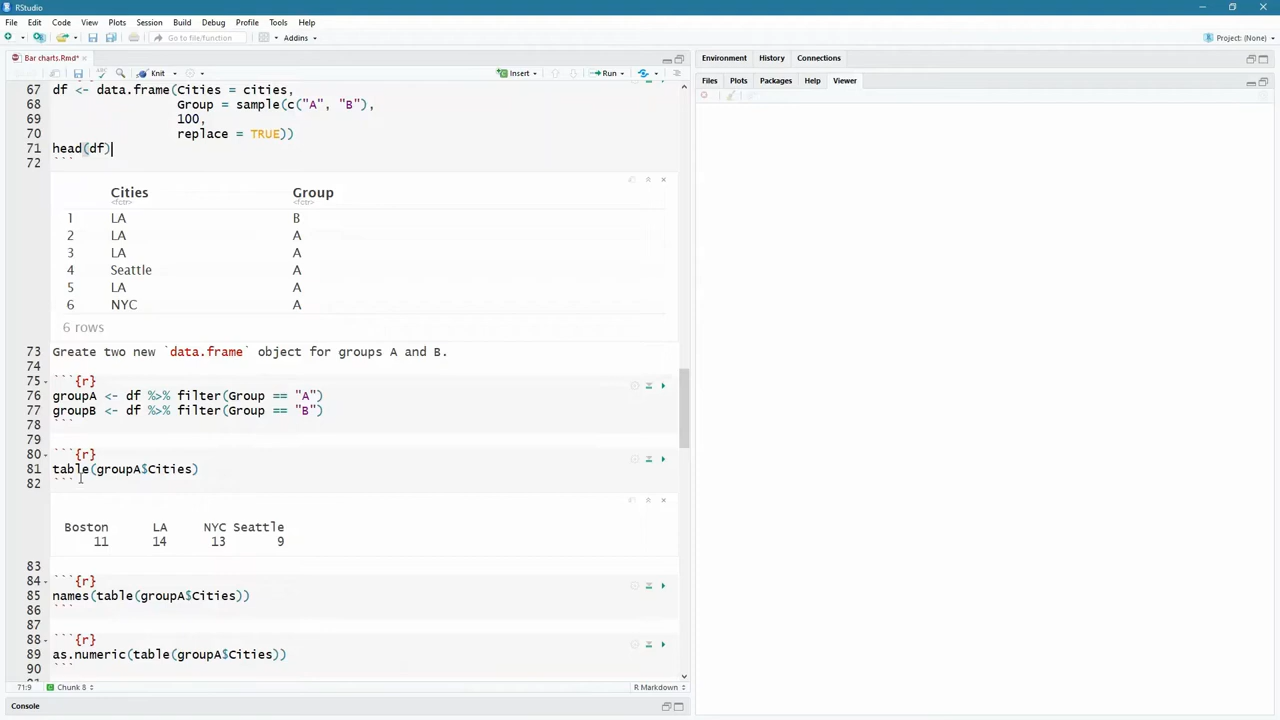 RStudio
File Edit Code View Plots Session Build Debug Profile Tools Help
Go to file/function Addins Project: (None)
Bar charts.Rmd* Environment History Connections
Knit Insert Run Files Plots Packages Help Viewer
67 df <- data.frame(Cities = cities,
68 Group = sample(c("A", "B"),
69 100,
70 replace = TRUE))
71 head(df)
72 ```
Cities Group
<fctr> <fctr>
1 LA B
2 LA A
3 LA A
4 Seattle A
5 LA A
6 NYC A
6 rows
73 Greate two new `data.frame` object for groups A and B.
74
75 ```{r}
76 groupA <- df %>% filter(Group == "A")
77 groupB <- df %>% filter(Group == "B")
78 ```
79
80 ```{r}
81 table(groupA$Cities)
82 ```
Boston LA NYC Seattle
11 14 13 9
83
84 ```{r}
85 names(table(groupA$Cities))
86 ```
87
88 ```{r}
89 as.numeric(table(groupA$Cities))
90 ```
71:9 Chunk 8 R Markdown
Console